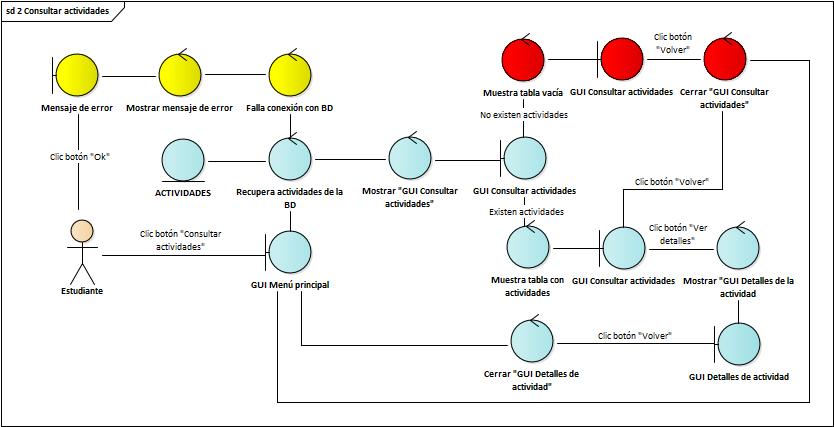 sd 2 Consultar actividades
Clic botón
"Volver"
Mensaje de error
Mostrar mensaje de error
Falla conexión con BD
Muestra tabla vacía
GUI Consultar actividades
Cerrar "GUI Consultar
actividades"
No existen actividades
Clic botón "Ok"
ACTIVIDADES
Recupera actividades de la
BD
Mostrar "GUI Consultar
actividades"
GUI Consultar actividades
Clic botón "Volver"
Existen actividades
Clic botón "Consultar
actividades"
Clic botón "Ver
detalles"
Estudiante
GUI Menú principal
Muestra tabla con
actividades
GUI Consultar actividades
Mostrar "GUI Detalles de la
actividad
Clic botón "Volver"
Cerrar "GUI Detalles de
actividad"
GUI Detalles de actividad